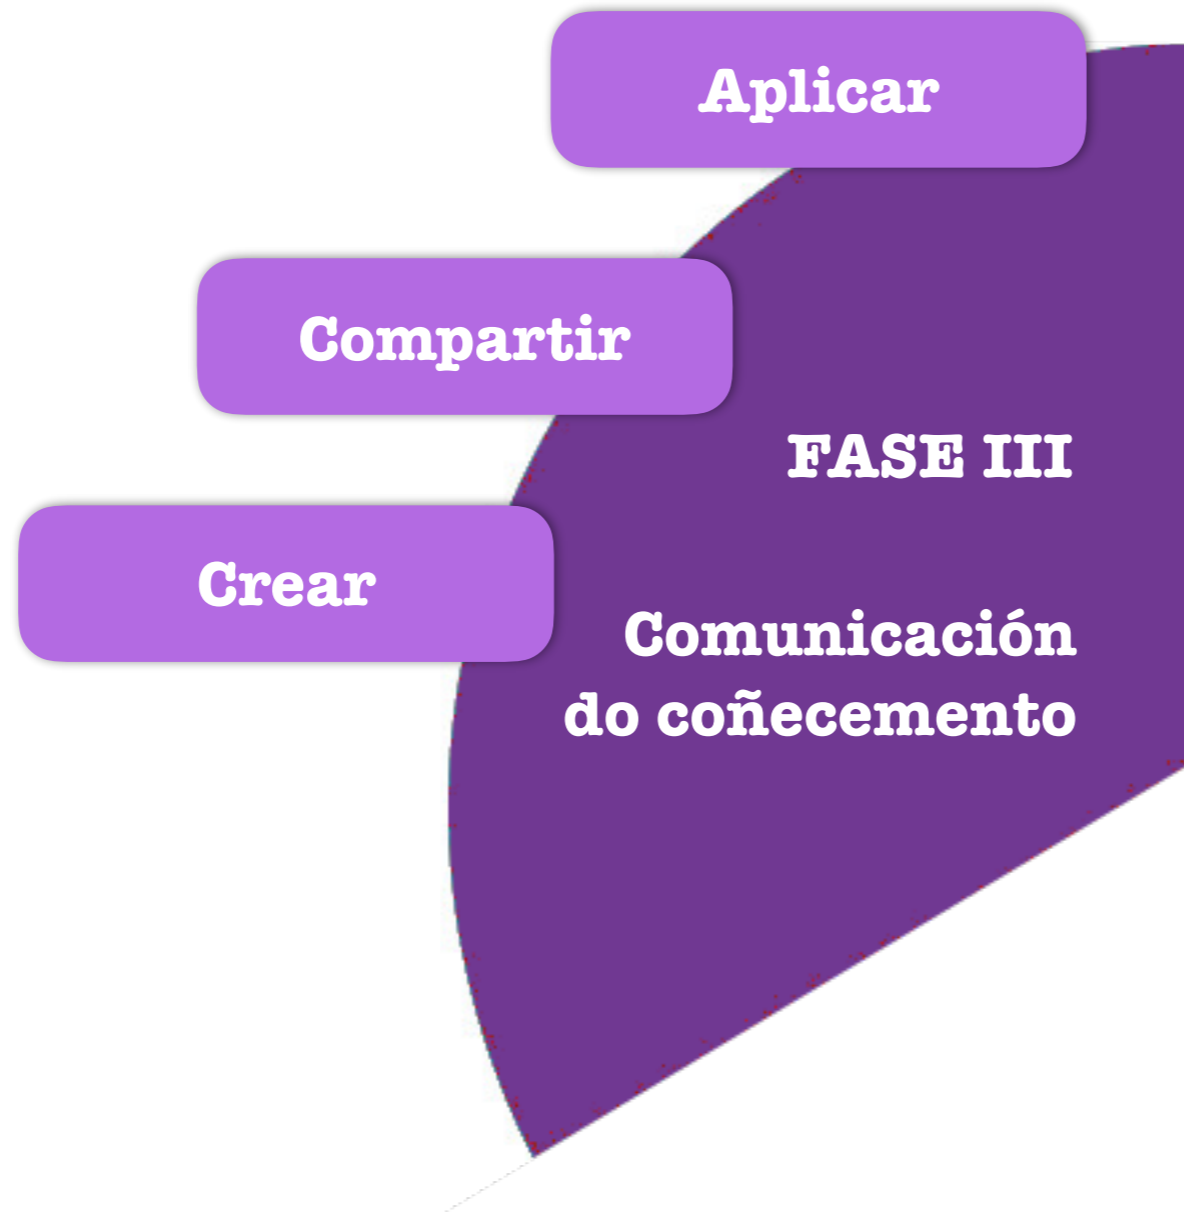 Aplicar
Compartir
FASE III
Crear
Comunicación
do coñecemento